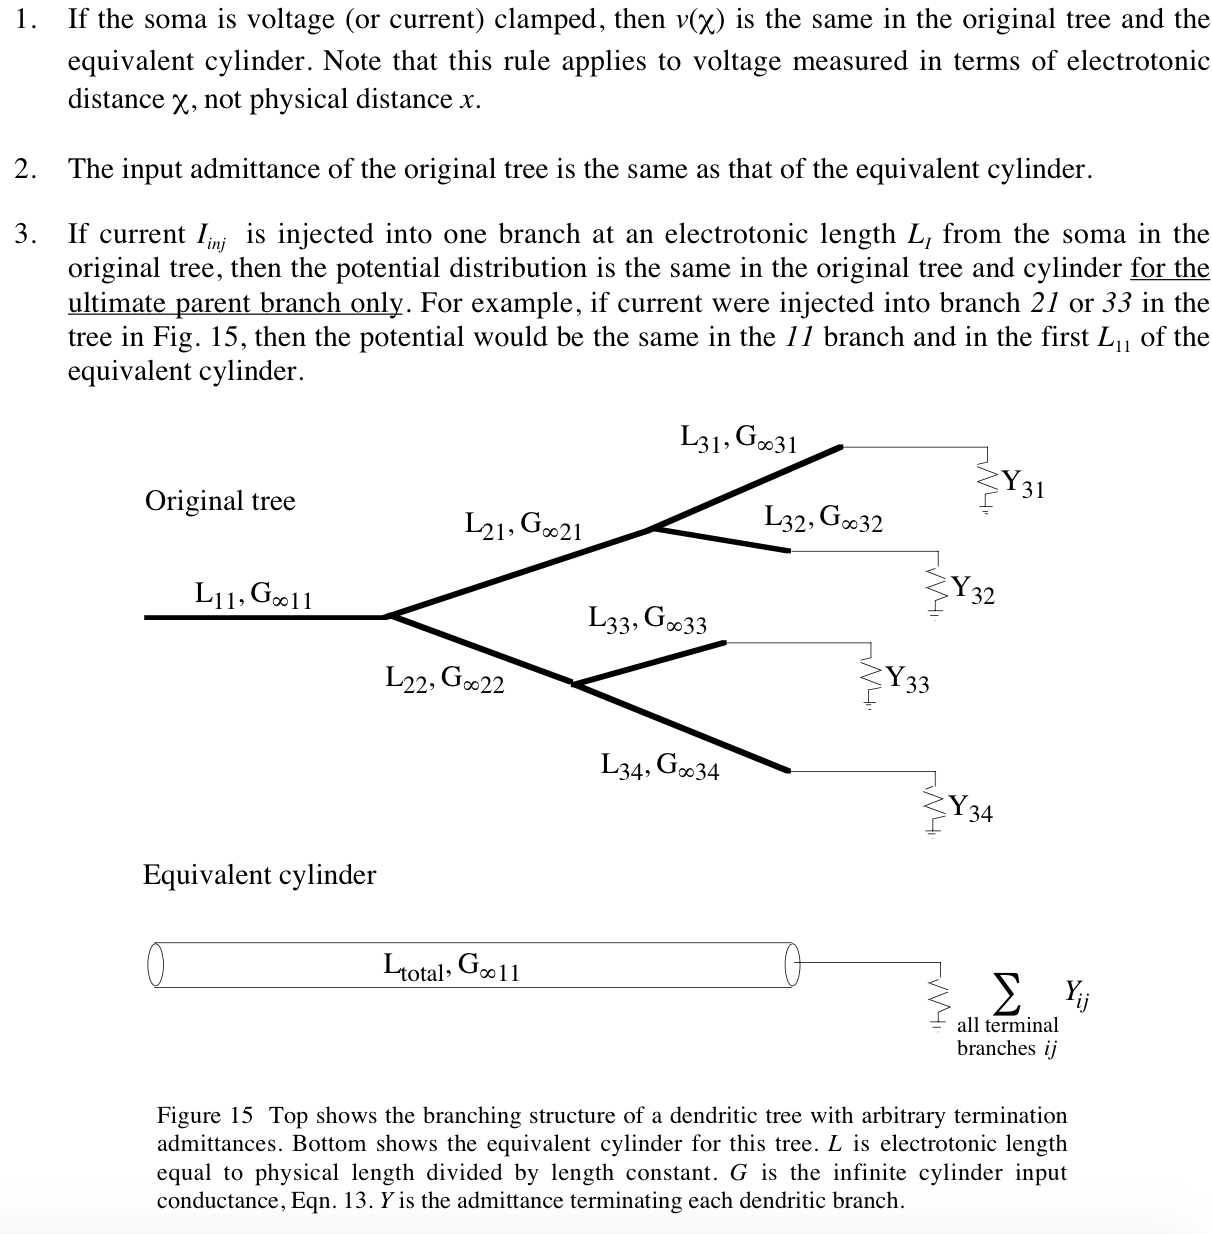 1. If the soma is voltage (or current) clamped, then v(χ) is the same in the original tree and the
equivalent cylinder. Note that this rule applies to voltage measured in terms of electrotonic
distance χ, not physical distance x.
2. The input admittance of the original tree is the same as that of the equivalent cylinder.
3. If current I_inj is injected into one branch at an electrotonic length L_I from the soma in the
original tree, then the potential distribution is the same in the original tree and cylinder for the
ultimate parent branch only. For example, if current were injected into branch 21 or 33 in the
tree in Fig. 15, then the potential would be the same in the 11 branch and in the first L₁₁ of the
equivalent cylinder.
L₃₁, G∞₃₁
Y₃₁
Original tree
L₂₁, G∞₂₁
L₃₂, G∞₃₂
Y₃₂
L₁₁, G∞₁₁
L₃₃, G∞₃₃
Y₃₃
L₂₂, G∞₂₂
L₃₄, G∞₃₄
Y₃₄
Equivalent cylinder
L_total, G∞₁₁
∑ Y_ij
all terminal
branches ij
Figure 15 Top shows the branching structure of a dendritic tree with arbitrary termination
admittances. Bottom shows the equivalent cylinder for this tree. L is electrotonic length
equal to physical length divided by length constant. G is the infinite cylinder input
conductance, Eqn. 13. Y is the admittance terminating each dendritic branch.